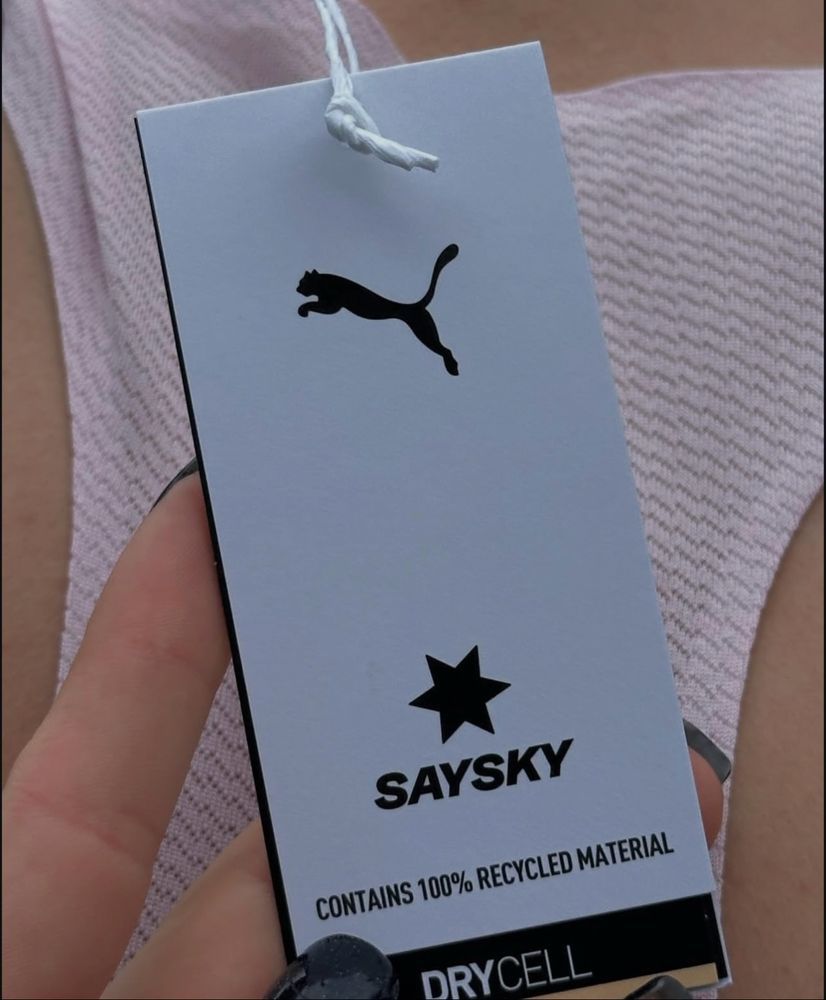 SAYSKY
CONTAINS 100% RECYCLED MATERIAL
DRYCELL